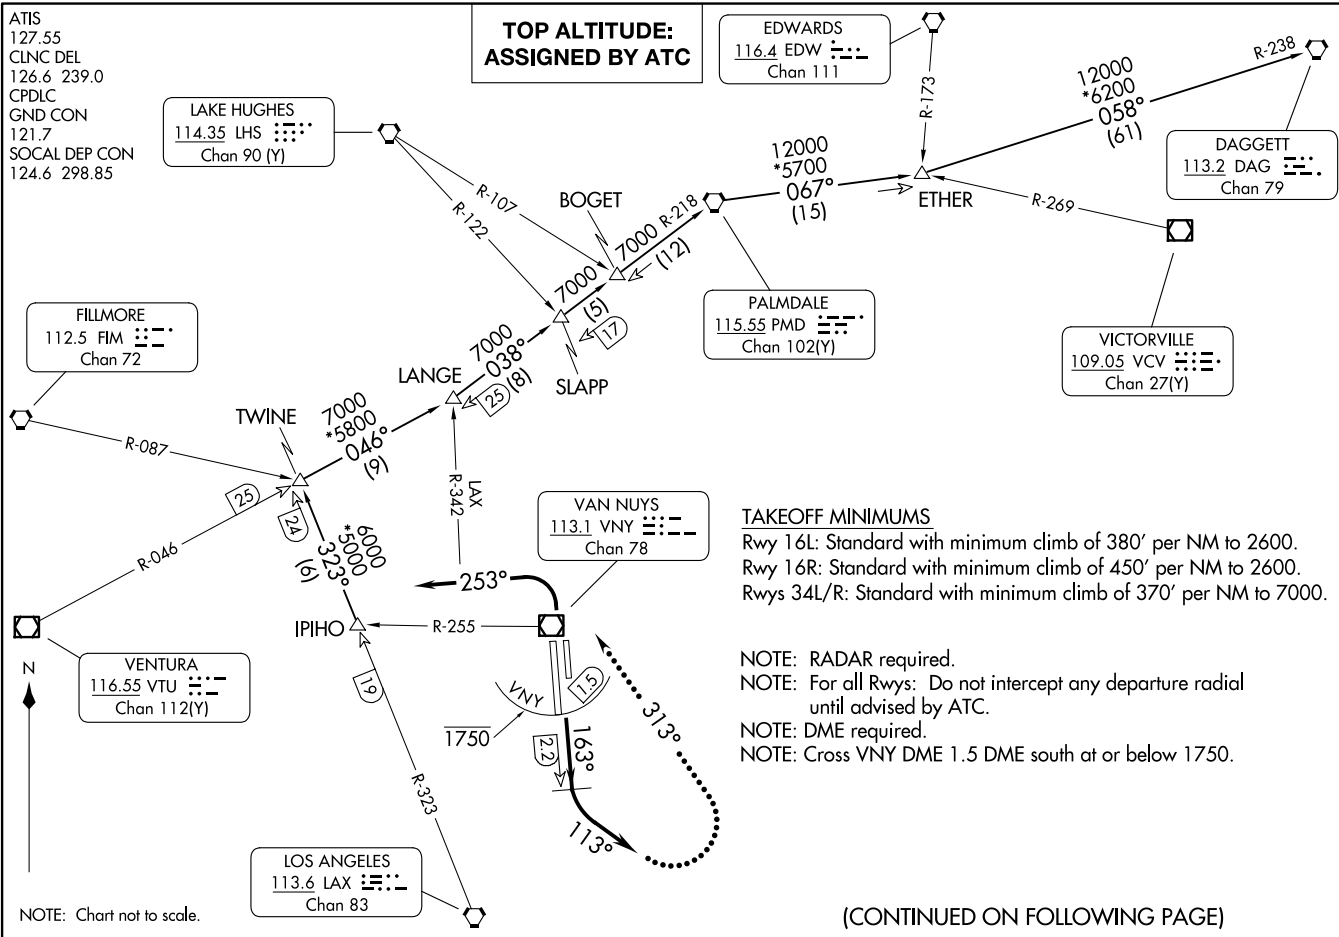 ATIS
127.55
CLNC DEL
126.6 239.0
CPDLC
GND CON
121.7
SOCAL DEP CON
124.6 298.85
TOP ALTITUDE:
ASSIGNED BY ATC
EDWARDS
116.4 EDW
Chan 111
R-173
R-238
12000
*6200
058°
(61)
DAGGETT
113.2 DAG
Chan 79
LAKE HUGHES
114.35 LHS
Chan 90 (Y)
R-107
R-122
BOGET
12000
*5700
067°
(15)
ETHER
R-269
7000
R-218
(12)
7000
(5)
17
SLAPP
PALMDALE
115.55 PMD
Chan 102(Y)
VICTORVILLE
109.05 VCV
Chan 27(Y)
FILLMORE
112.5 FIM
Chan 72
R-087
LANGE
7000
038°
(8)
25
TWINE
7000
*5800
046°
(9)
25
24
R-046
6000
*5000
323°
(6)
LAX
R-342
VAN NUYS
113.1 VNY
Chan 78
253°
IPIHO
R-255
VENTURA
116.55 VTU
Chan 112(Y)
N
19
R-323
VNY
1.5
1750
2.2
163°
113°
313°
LOS ANGELES
113.6 LAX
Chan 83
TAKEOFF MINIMUMS
Rwy 16L: Standard with minimum climb of 380' per NM to 2600.
Rwy 16R: Standard with minimum climb of 450' per NM to 2600.
Rwys 34L/R: Standard with minimum climb of 370' per NM to 7000.
NOTE: RADAR required.
NOTE: For all Rwys: Do not intercept any departure radial
until advised by ATC.
NOTE: DME required.
NOTE: Cross VNY DME 1.5 DME south at or below 1750.
NOTE: Chart not to scale.
(CONTINUED ON FOLLOWING PAGE)